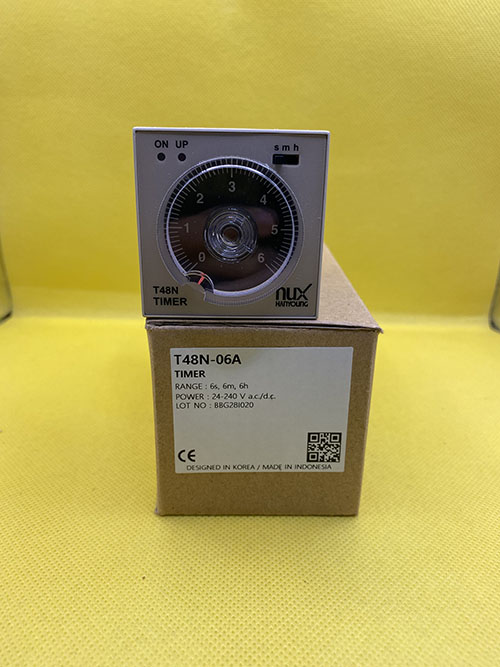 ON UP
s m h
0 1 2 3 4 5 6
T48N
TIMER
nux
HANYOUNG
T48N-06A
TIMER
RANGE : 6s, 6m, 6h
POWER : 24-240 V a.c./d.c.
LOT NO : BBG2BI020
CE
DESIGNED IN KOREA / MADE IN INDONESIA